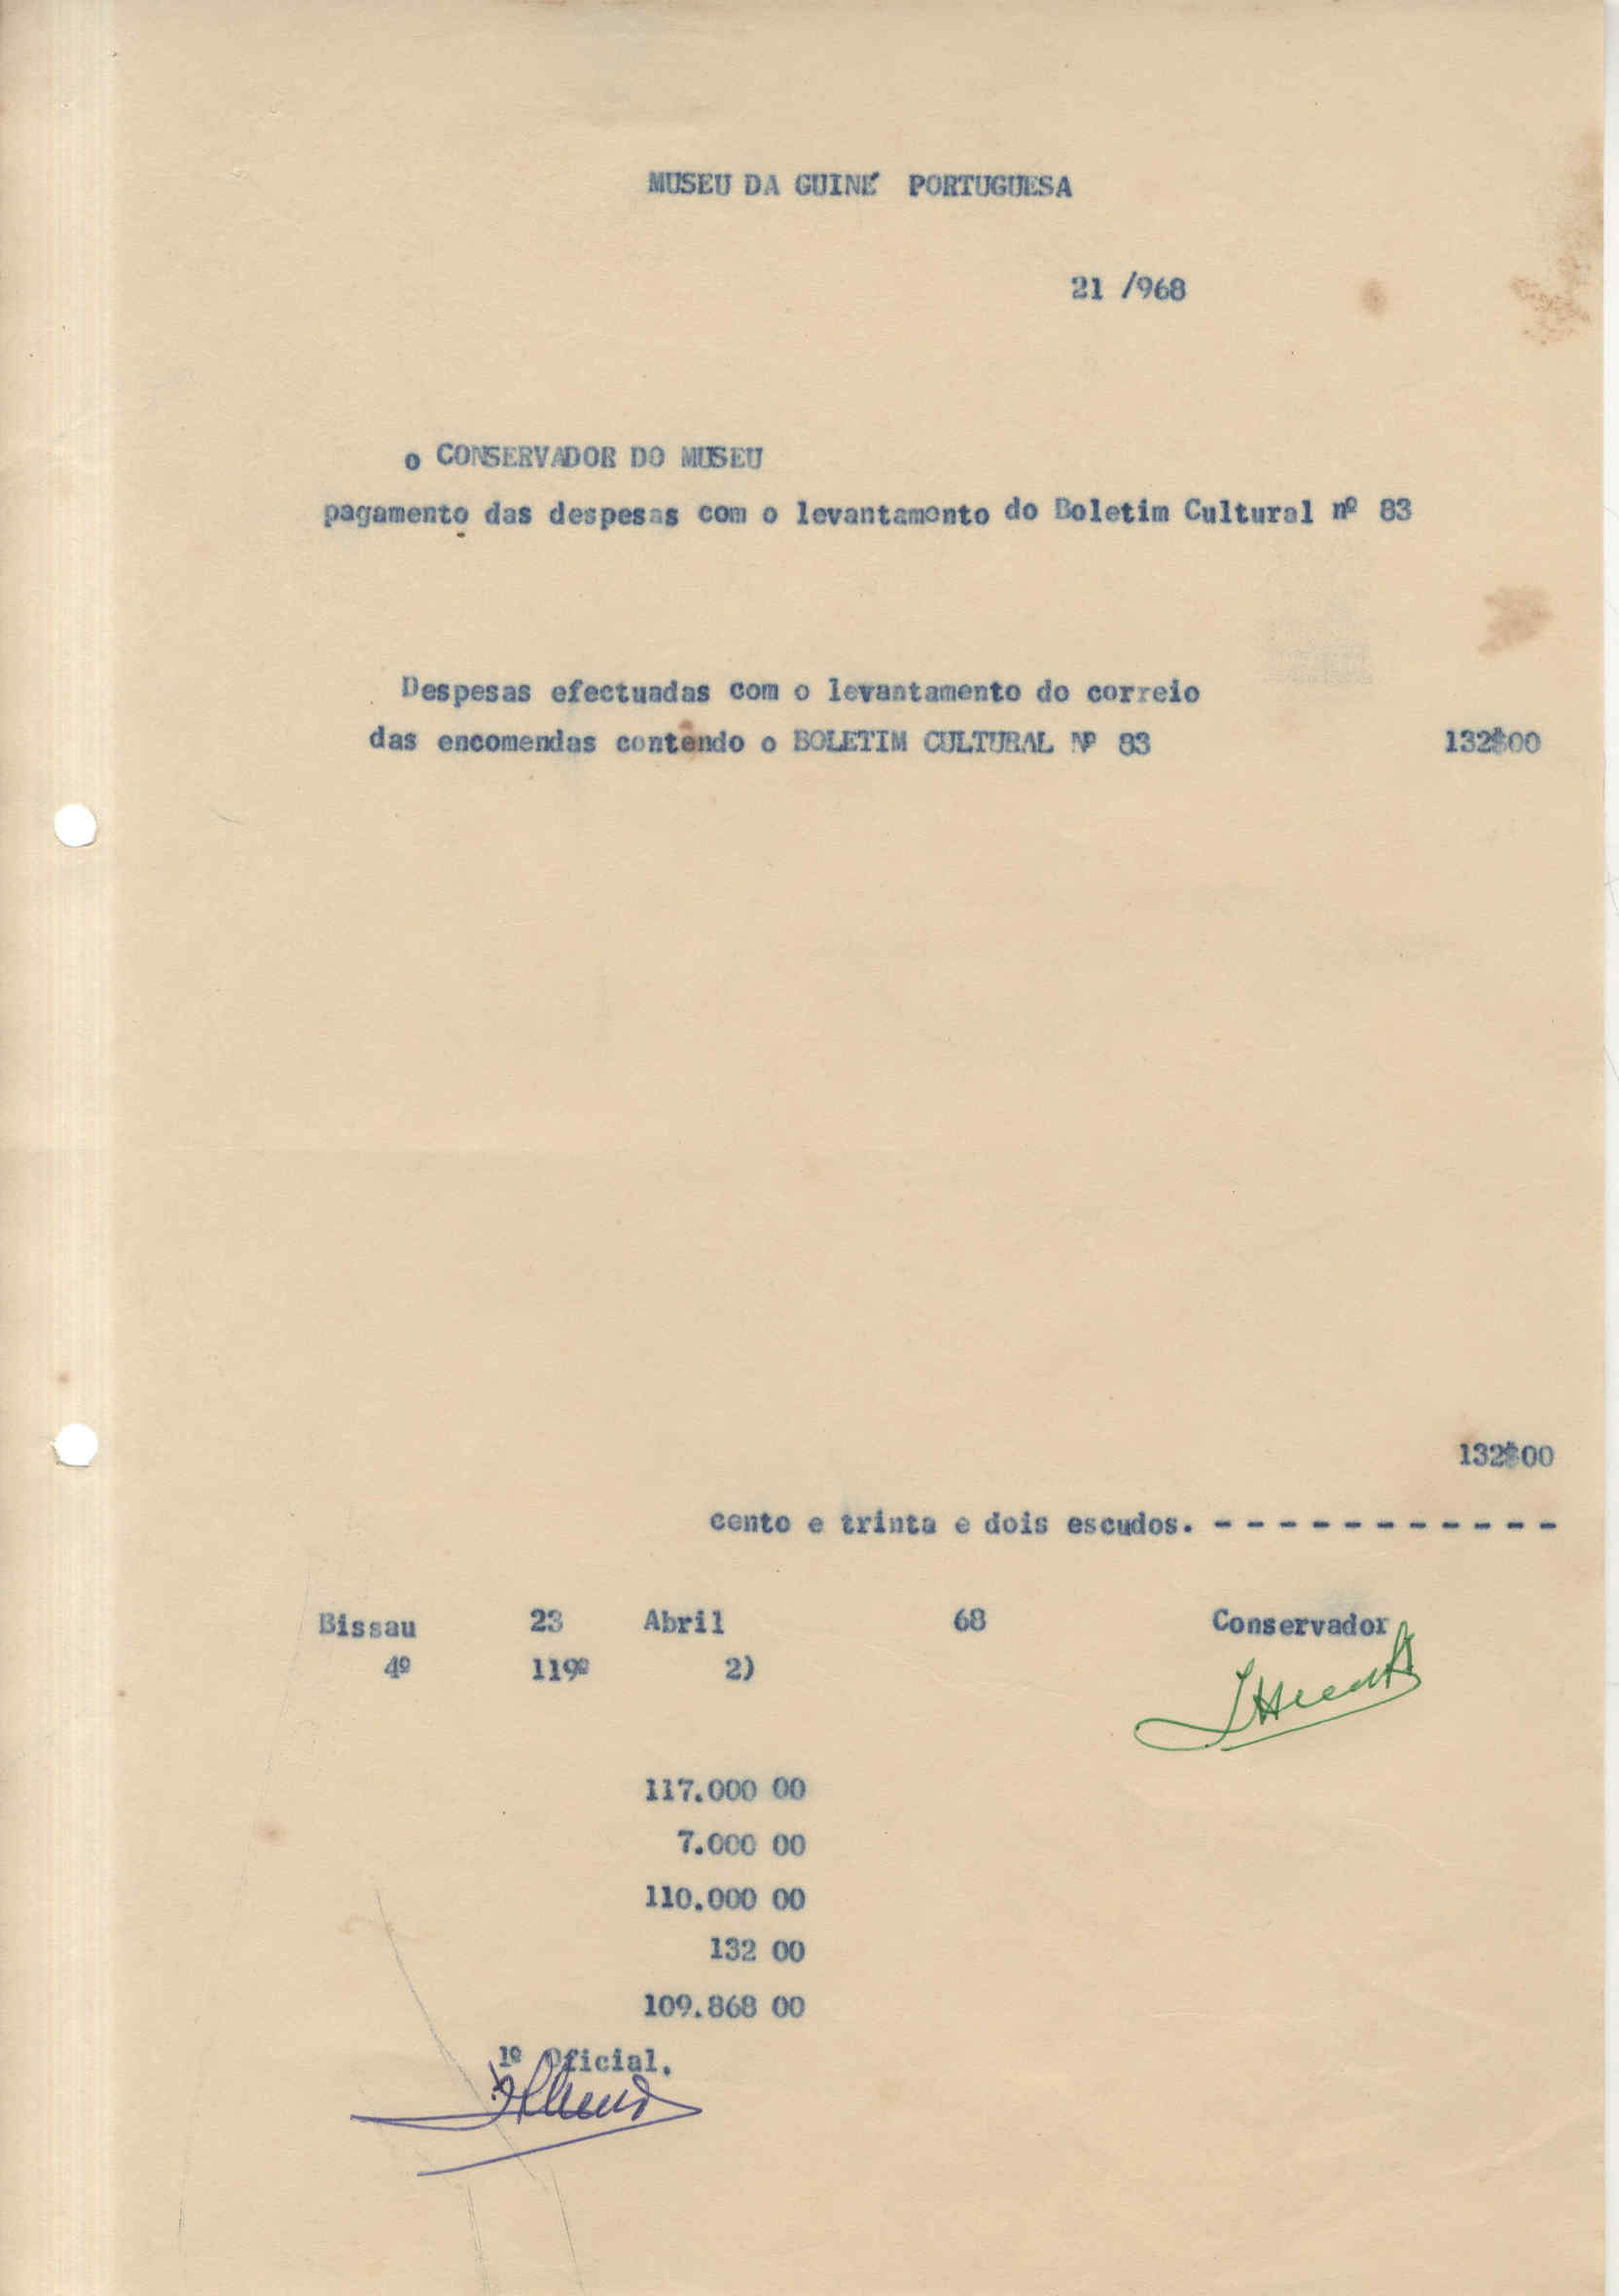 MUSEU DA GUINÉ PORTUGUESA
21 /968
o CONSERVADOR DO MUSEU
pagamento das despesas com o levantamento do Boletim Cultural nº 83
Despesas efectuadas com o levantamento do correio
das encomendas contendo o BOLETIM CULTURAL Nº 83 132$00
132$00
cento e trinta e dois escudos. - - - - - - - - - - -
Bissau 23 Abril 68 Conservador
4º 119º 2)
117.000 00
7.000 00
110.000 00
132 00
109.868 00
1º Oficial.